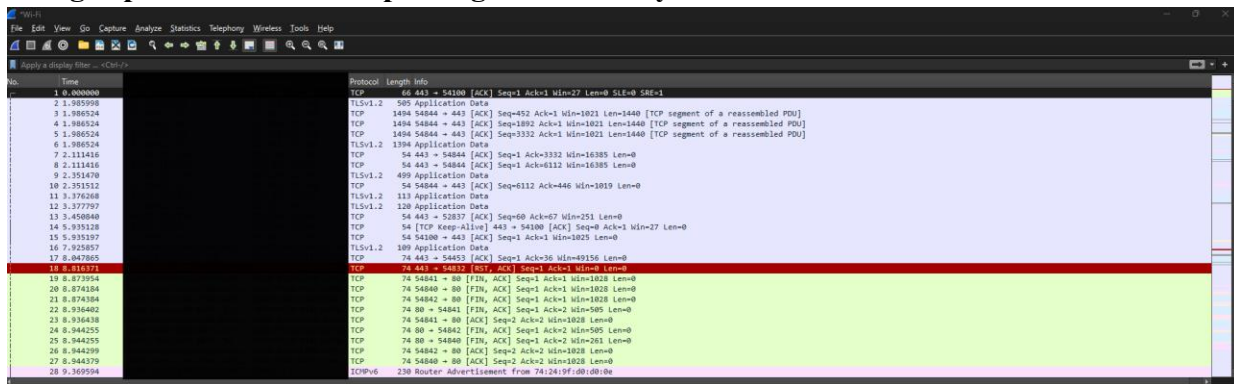 *Wi-Fi
File Edit View Go Capture Analyze Statistics Telephony Wireless Tools Help
Apply a display filter ... <Ctrl-/>
No. Time Protocol Length Info
1 0.000000 TCP 66 443 → 54100 [ACK] Seq=1 Ack=1 Win=27 Len=0 SLE=0 SRE=1
2 1.985998 TLSv1.2 505 Application Data
3 1.986524 TCP 1494 54844 → 443 [ACK] Seq=452 Ack=1 Win=1021 Len=1440 [TCP segment of a reassembled PDU]
4 1.986524 TCP 1494 54844 → 443 [ACK] Seq=1892 Ack=1 Win=1021 Len=1440 [TCP segment of a reassembled PDU]
5 1.986524 TCP 1494 54844 → 443 [ACK] Seq=3332 Ack=1 Win=1021 Len=1440 [TCP segment of a reassembled PDU]
6 1.986524 TLSv1.2 1394 Application Data
7 2.111416 TCP 54 443 → 54844 [ACK] Seq=1 Ack=3332 Win=16385 Len=0
8 2.111416 TCP 54 443 → 54844 [ACK] Seq=1 Ack=6112 Win=16385 Len=0
9 2.351470 TLSv1.2 499 Application Data
10 2.351512 TCP 54 54844 → 443 [ACK] Seq=6112 Ack=446 Win=1019 Len=0
11 3.376268 TLSv1.2 113 Application Data
12 3.377797 TLSv1.2 120 Application Data
13 3.450840 TCP 54 443 → 52837 [ACK] Seq=60 Ack=67 Win=251 Len=0
14 5.935128 TCP 54 [TCP Keep-Alive] 443 → 54100 [ACK] Seq=0 Ack=1 Win=27 Len=0
15 5.935197 TCP 54 54100 → 443 [ACK] Seq=1 Ack=1 Win=1025 Len=0
16 7.925857 TLSv1.2 109 Application Data
17 8.047865 TCP 74 443 → 54453 [ACK] Seq=1 Ack=36 Win=49156 Len=0
18 8.816371 TCP 74 443 → 54832 [RST, ACK] Seq=1 Ack=1 Win=0 Len=0
19 8.873954 TCP 74 54841 → 80 [FIN, ACK] Seq=1 Ack=1 Win=1028 Len=0
20 8.874184 TCP 74 54840 → 80 [FIN, ACK] Seq=1 Ack=1 Win=1028 Len=0
21 8.874384 TCP 74 54842 → 80 [FIN, ACK] Seq=1 Ack=1 Win=1028 Len=0
22 8.936402 TCP 74 80 → 54841 [FIN, ACK] Seq=1 Ack=2 Win=505 Len=0
23 8.936438 TCP 74 54841 → 80 [ACK] Seq=2 Ack=2 Win=1028 Len=0
24 8.944255 TCP 74 80 → 54842 [FIN, ACK] Seq=1 Ack=2 Win=505 Len=0
25 8.944255 TCP 74 80 → 54840 [FIN, ACK] Seq=1 Ack=2 Win=261 Len=0
26 8.944299 TCP 74 54842 → 80 [ACK] Seq=2 Ack=2 Win=1028 Len=0
27 8.944379 TCP 74 54840 → 80 [ACK] Seq=2 Ack=2 Win=1028 Len=0
28 9.369594 ICMPv6 230 Router Advertisement from 74:24:9f:d0:d0:0e